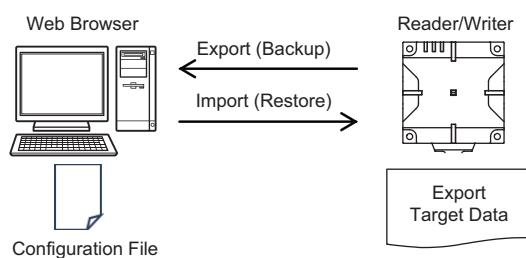 Web Browser
Reader/Writer
Export (Backup)
Import (Restore)
Export
Target Data
Configuration File